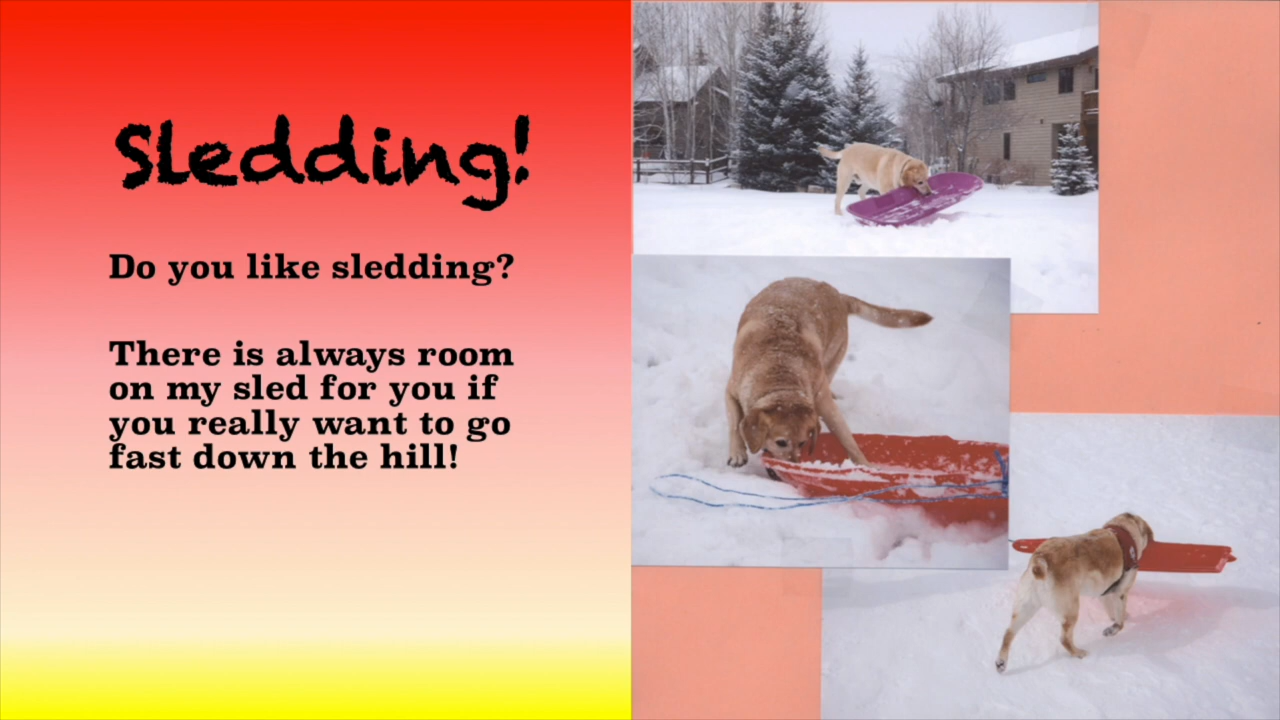 Sledding!
Do you like sledding?
There is always room
on my sled for you if
you really want to go
fast down the hill!